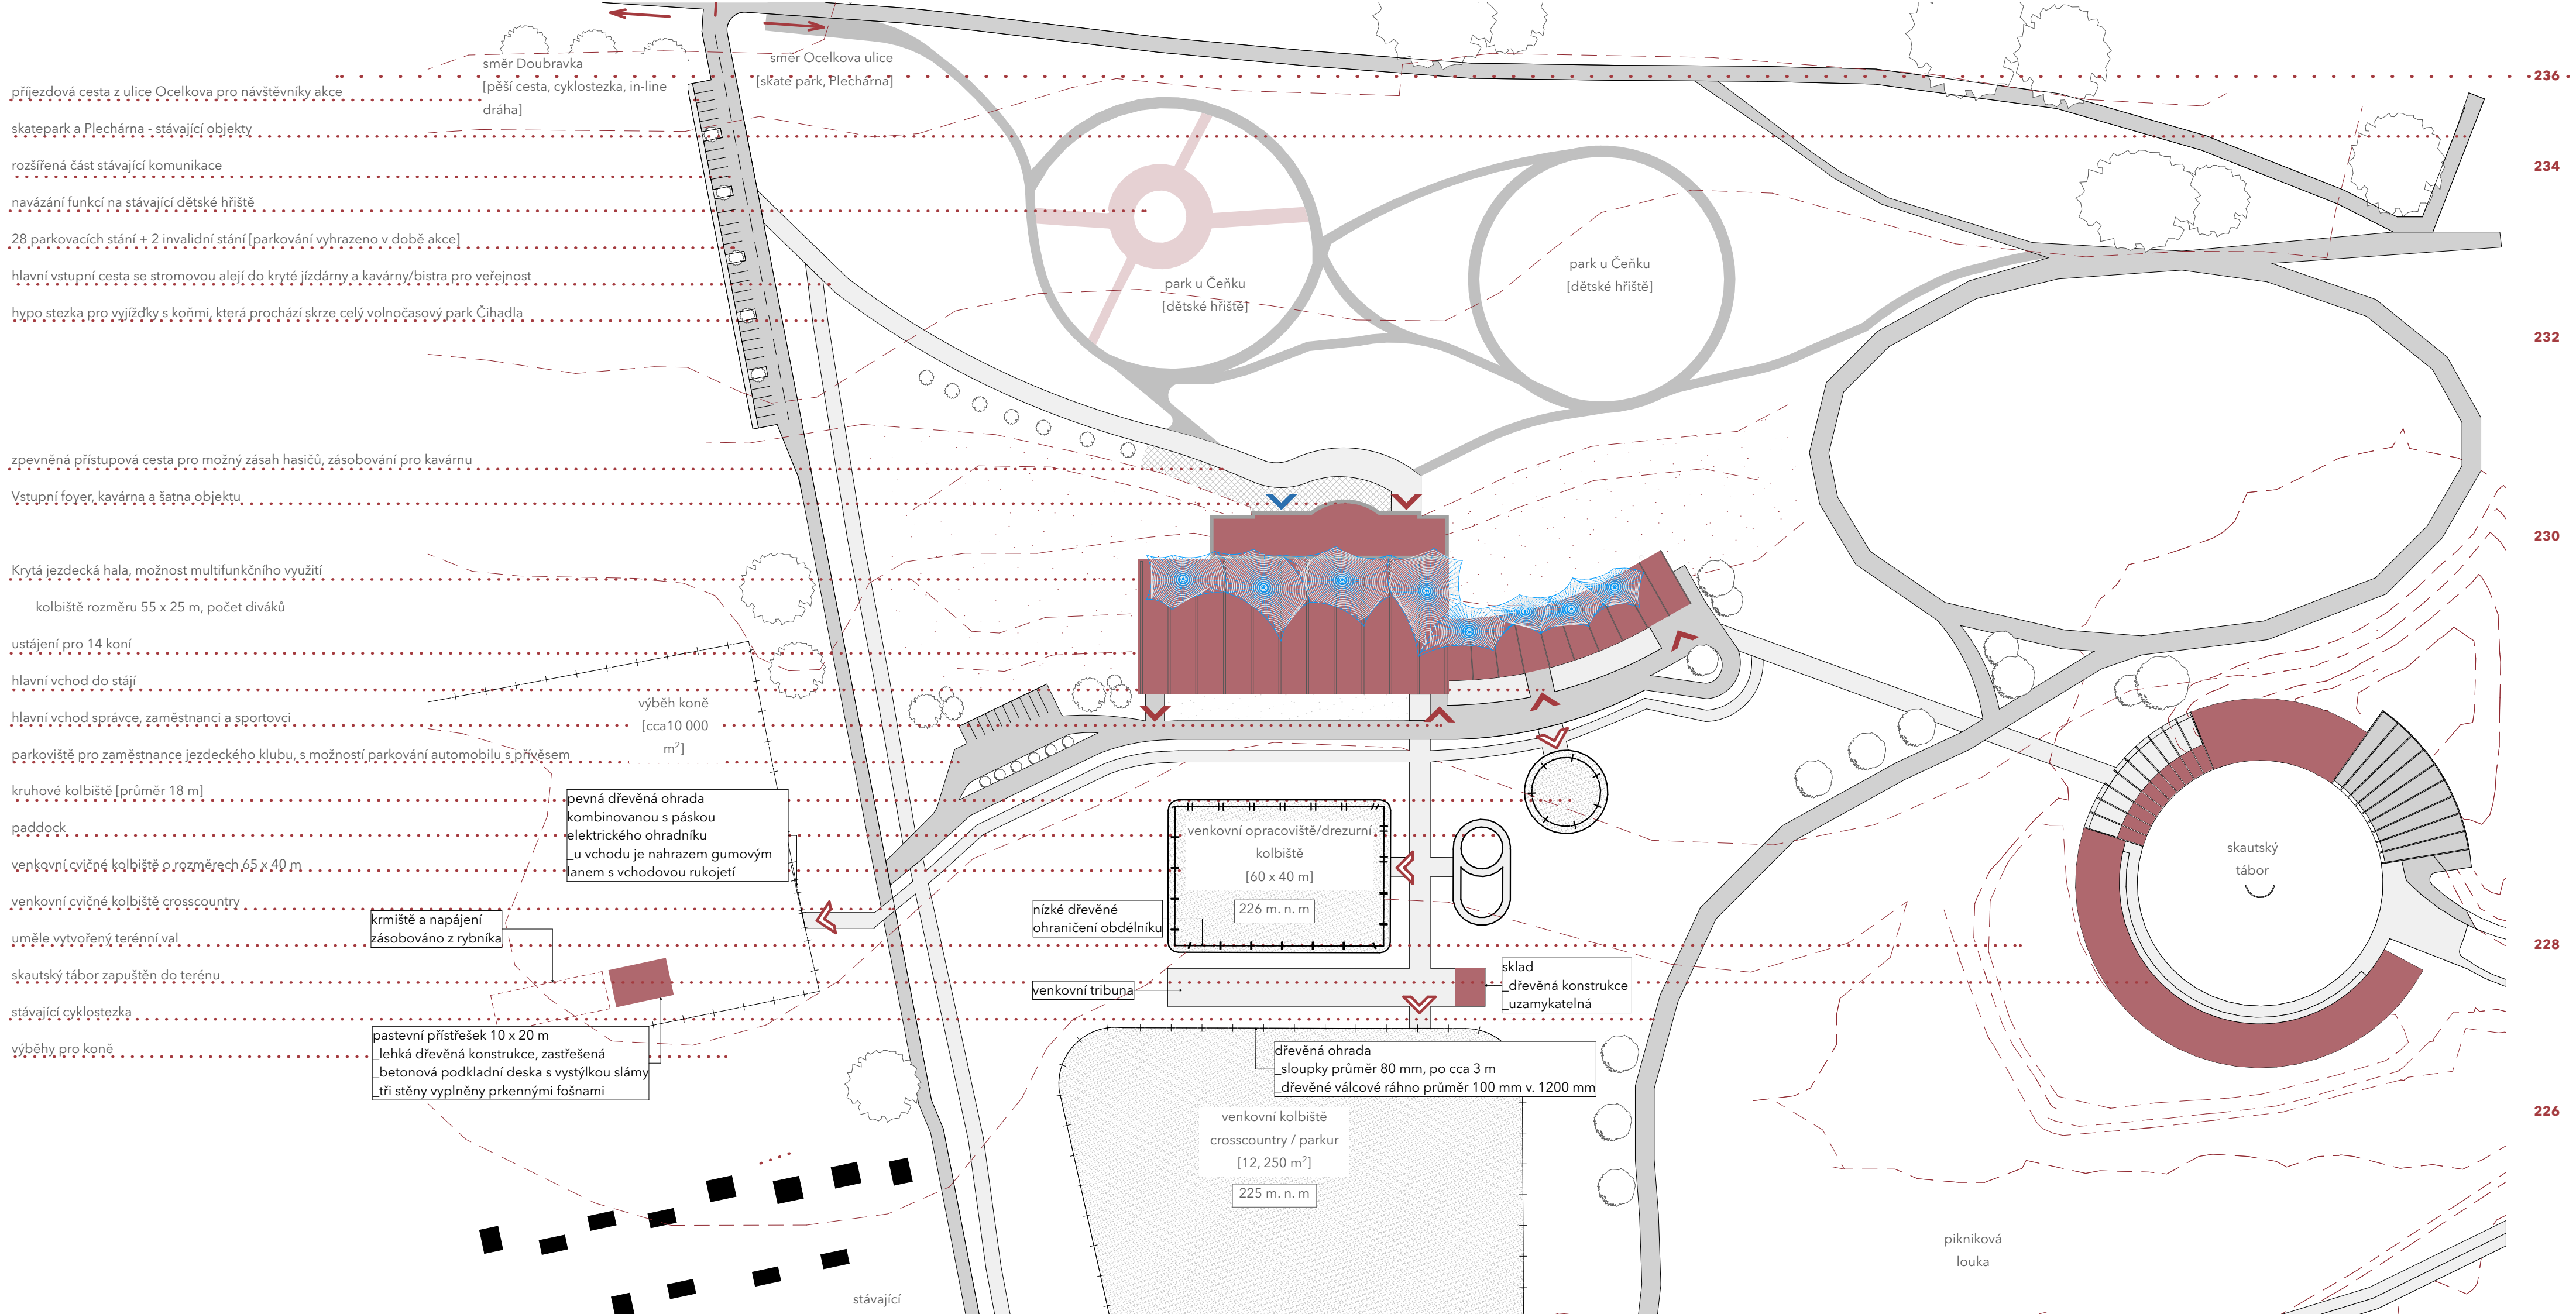 příjezdová cesta z ulice Ocelkova pro návštěvníky akce
skatepark a Plechárna - stávající objekty
rozšířená část stávající komunikace
navázání funkcí na stávající dětské hřiště
28 parkovacích stání + 2 invalidní stání [parkování vyhrazeno v době akce]
hlavní vstupní cesta se stromovou alejí do kryté jízdárny a kavárny/bistra pro veřejnost
hypo stezka pro vyjížďky s koňmi, která prochází skrze celý volnočasový park Čihadla
zpevněná přístupová cesta pro možný zásah hasičů, zásobování pro kavárnu
Vstupní foyer, kavárna a šatna objektu
Krytá jezdecká hala, možnost multifunkčního využití
kolbiště rozměru 55 x 25 m, počet diváků
ustájení pro 14 koní
hlavní vchod do stájí
hlavní vchod správce, zaměstnanci a sportovci
parkoviště pro zaměstnance jezdeckého klubu, s možností parkování automobilu s přívěsem
kruhové kolbiště [průměr 18 m]
paddock
venkovní cvičné kolbiště o rozměrech 65 x 40 m
venkovní cvičné kolbiště crosscountry
uměle vytvořený terénní val
skautský tábor zapuštěn do terénu
stávající cyklostezka
výběhy pro koně
směr Doubravka
[pěší cesta, cyklostezka, in-line
dráha]
směr Ocelkova ulice
[skate park, Plechárna]
park u Čeňku
[dětské hřiště]
park u Čeňku
[dětské hřiště]
236
234
232
230
228
226
výběh koně
[cca10 000
m²]
pevná dřevěná ohrada
kombinovanou s páskou
elektrického ohradníku
_u vchodu je nahrazem gumovým
lanem s vchodovou rukojetí
krmiště a napájení
zásobováno z rybníka
pastevní přístřešek 10 x 20 m
_lehká dřevěná konstrukce, zastřešená
_betonová podkladní deska s vystýlkou slámy
_tři stěny vyplněny prkennými fošnami
venkovní opracoviště/drezurní
kolbiště
[60 x 40 m]
226 m. n. m
nízké dřevěné
ohraničení obdélníku
venkovní tribuna
sklad
_dřevěná konstrukce
_uzamykatelná
dřevěná ohrada
_sloupky průměr 80 mm, po cca 3 m
_dřevěné válcové ráhno průměr 100 mm v. 1200 mm
venkovní kolbiště
crosscountry / parkur
[12, 250 m²]
225 m. n. m
skautský
tábor
pikniková
louka
stávající